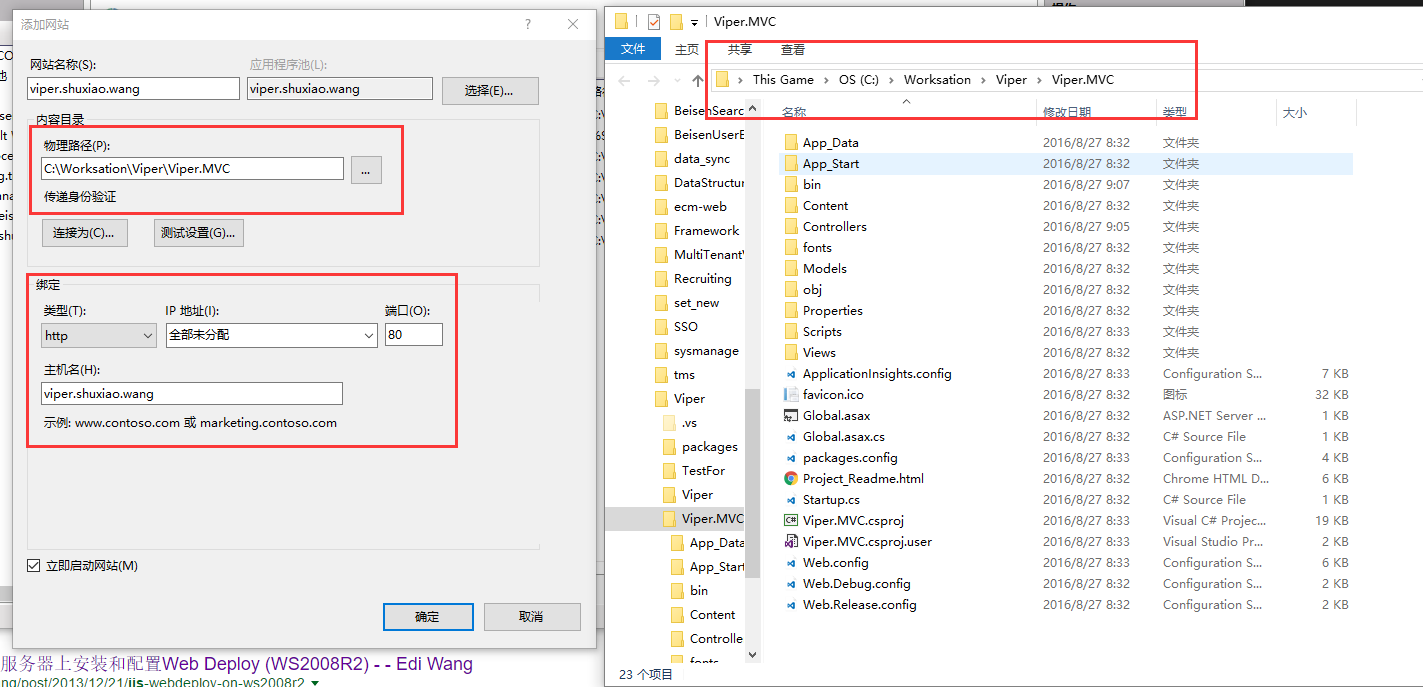 添加网站
?
网站名称(S):
应用程序池(L):
viper.shuxiao.wang
viper.shuxiao.wang
选择(E)...
内容目录
物理路径(P):
C:\Worksation\Viper\Viper.MVC
...
传递身份验证
连接为(C)...
测试设置(G)...
绑定
类型(T):
IP 地址(I):
端口(O):
http
全部未分配
80
主机名(H):
viper.shuxiao.wang
示例: www.contoso.com 或 marketing.contoso.com
立即启动网站(M)
确定
取消
服务器上安装和配置Web Deploy (WS2008R2) - - Edi Wang
ng/post/2013/12/21/iis-webdeploy-on-ws2008r2
Viper.MVC
文件
主页
共享
查看
This Game
OS (C:)
Worksation
Viper
Viper.MVC
BeisenSearc
BeisenUserE
data_sync
DataStructur
ecm-web
Framework
MultiTenantV
Recruiting
set_new
SSO
sysmanage
tms
Viper
.vs
packages
TestFor
Viper
Viper.MVC
App_Data
App_Start
bin
Content
Controlle
fonts
名称
修改日期
类型
大小
App_Data 2016/8/27 8:32 文件夹
App_Start 2016/8/27 8:32 文件夹
bin 2016/8/27 9:07 文件夹
Content 2016/8/27 8:32 文件夹
Controllers 2016/8/27 9:05 文件夹
fonts 2016/8/27 8:32 文件夹
Models 2016/8/27 8:32 文件夹
obj 2016/8/27 8:32 文件夹
Properties 2016/8/27 8:32 文件夹
Scripts 2016/8/27 8:33 文件夹
Views 2016/8/27 8:32 文件夹
ApplicationInsights.config 2016/8/27 8:33 Configuration S... 7 KB
favicon.ico 2016/8/27 8:32 图标 32 KB
Global.asax 2016/8/27 8:32 ASP.NET Server ... 1 KB
Global.asax.cs 2016/8/27 8:32 C# Source File 1 KB
packages.config 2016/8/27 8:33 Configuration S... 4 KB
Project_Readme.html 2016/8/27 8:32 Chrome HTML D... 6 KB
Startup.cs 2016/8/27 8:32 C# Source File 1 KB
Viper.MVC.csproj 2016/8/27 8:33 Visual C# Projec... 19 KB
Viper.MVC.csproj.user 2016/8/27 8:33 Visual Studio Pr... 2 KB
Web.config 2016/8/27 8:33 Configuration S... 2 KB
Web.Debug.config 2016/8/27 8:32 Configuration S... 2 KB
Web.Release.config 2016/8/27 8:32 Configuration S... 2 KB
23 个项目